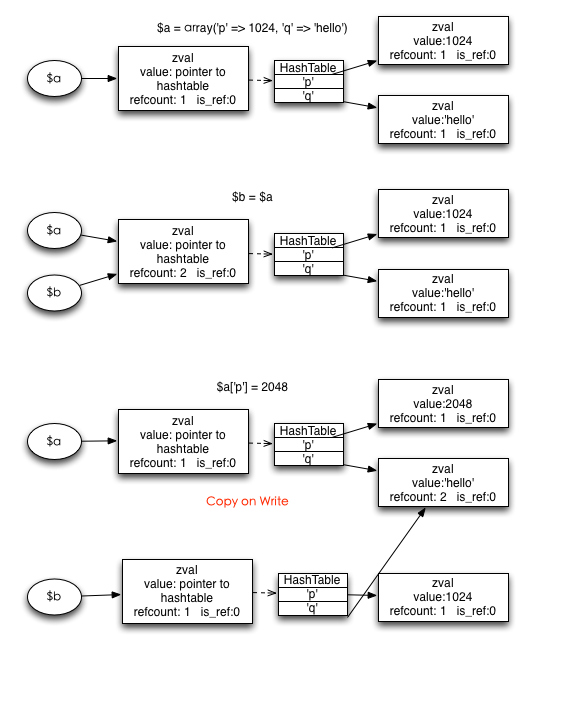 $a = array('p' => 1024, 'q' => 'hello')
$a
zval
value: pointer to
hashtable
refcount: 1 is_ref:0
HashTable
'p'
'q'
zval
value:1024
refcount: 1 is_ref:0
zval
value:'hello'
refcount: 1 is_ref:0
$b = $a
$a
$b
zval
value: pointer to
hashtable
refcount: 2 is_ref:0
HashTable
'p'
'q'
zval
value:1024
refcount: 1 is_ref:0
zval
value:'hello'
refcount: 1 is_ref:0
$a['p'] = 2048
$a
zval
value: pointer to
hashtable
refcount: 1 is_ref:0
HashTable
'p'
'q'
zval
value:2048
refcount: 1 is_ref:0
zval
value:'hello'
refcount: 2 is_ref:0
Copy on Write
$b
zval
value: pointer to
hashtable
refcount: 1 is_ref:0
HashTable
'p'
'q'
zval
value:1024
refcount: 1 is_ref:0